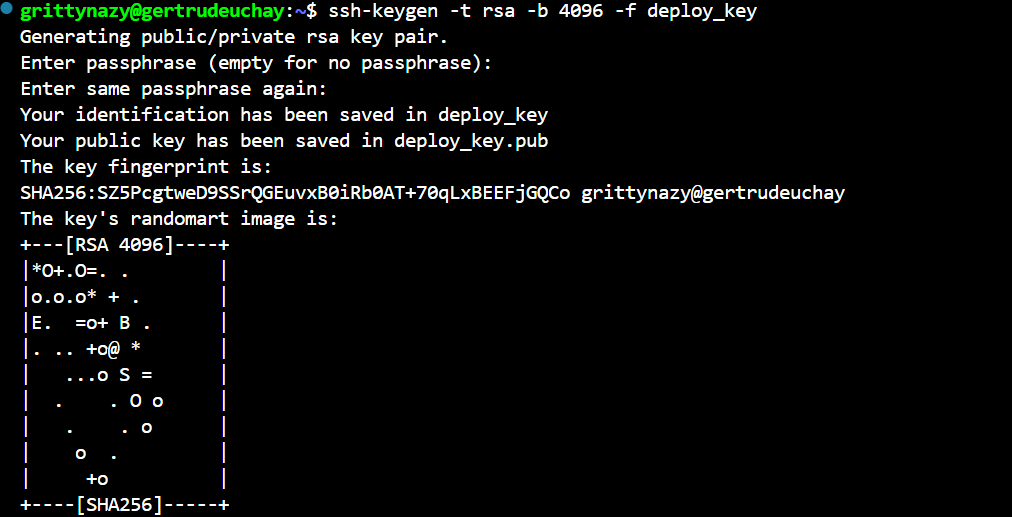 grittynazy@gertrudeuchay:~$ ssh-keygen -t rsa -b 4096 -f deploy_key
Generating public/private rsa key pair.
Enter passphrase (empty for no passphrase):
Enter same passphrase again:
Your identification has been saved in deploy_key
Your public key has been saved in deploy_key.pub
The key fingerprint is:
SHA256:SZ5PcgtweD9SSrQGEuvxB0iRb0AT+70qLxBEEFjGQCo grittynazy@gertrudeuchay
The key's randomart image is:
+---[RSA 4096]----+
|*O+.O=. .        |
|o.o.o* + .       |
|E.  =o+ B .      |
|. .. +o@ *       |
|   ...o S =      |
|  .    . O o     |
|   .    . o      |
|    o  .         |
|     +o          |
+----[SHA256]-----+